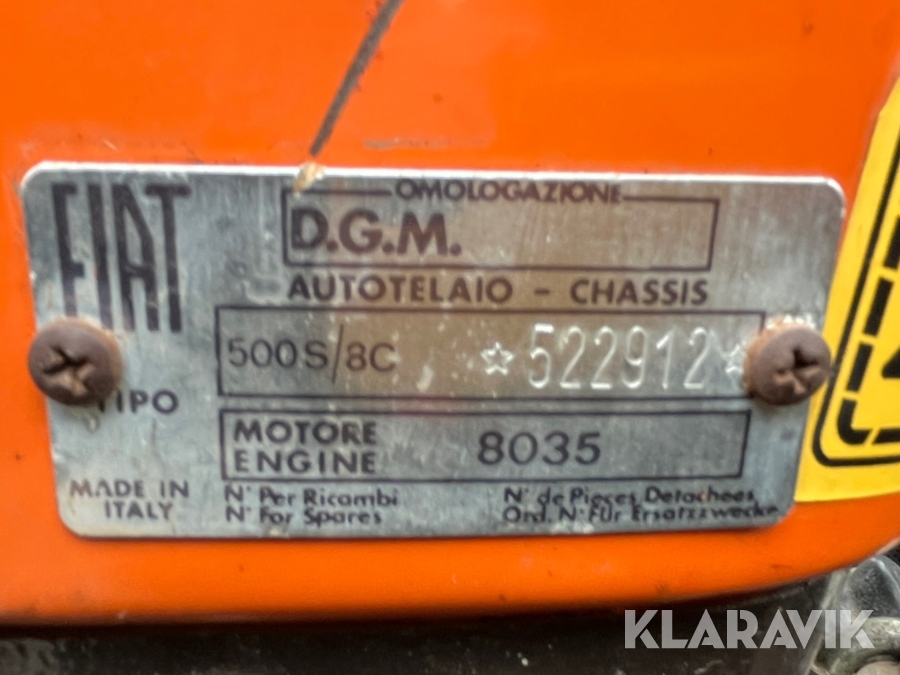 FIAT
OMOLOGAZIONE
D.G.M.
AUTOTELAIO - CHASSIS
500S/8C ☆522912☆
TIPO
MOTORE
ENGINE 8035
MADE IN
ITALY
N° Per Ricambi
N° For Spares
N° de Pieces Detachees
Ord. N° Für Ersatzzwecke
KLARAVIK